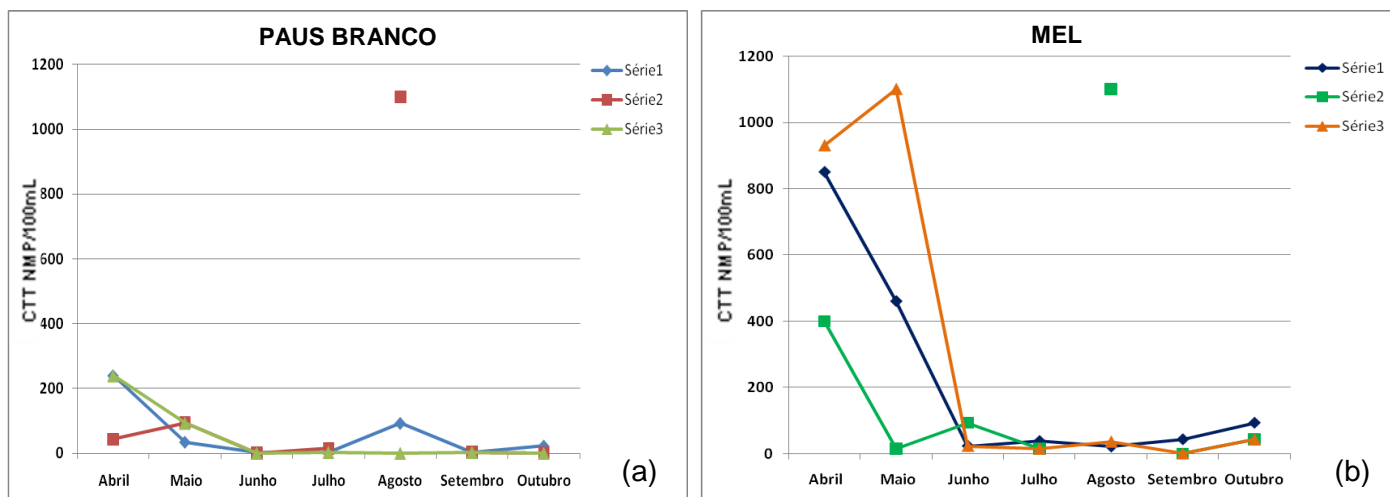 PAUS BRANCO
CTT NMP/100mL
1200
1000
800
600
400
200
0
Abril Maio Junho Julho Agosto Setembro Outubro
Série1
Série2
Série3
(a)
MEL
CTT NMP/100mL
1200
1000
800
600
400
200
0
Abril Maio Junho Julho Agosto Setembro Outubro
Série1
Série2
Série3
(b)